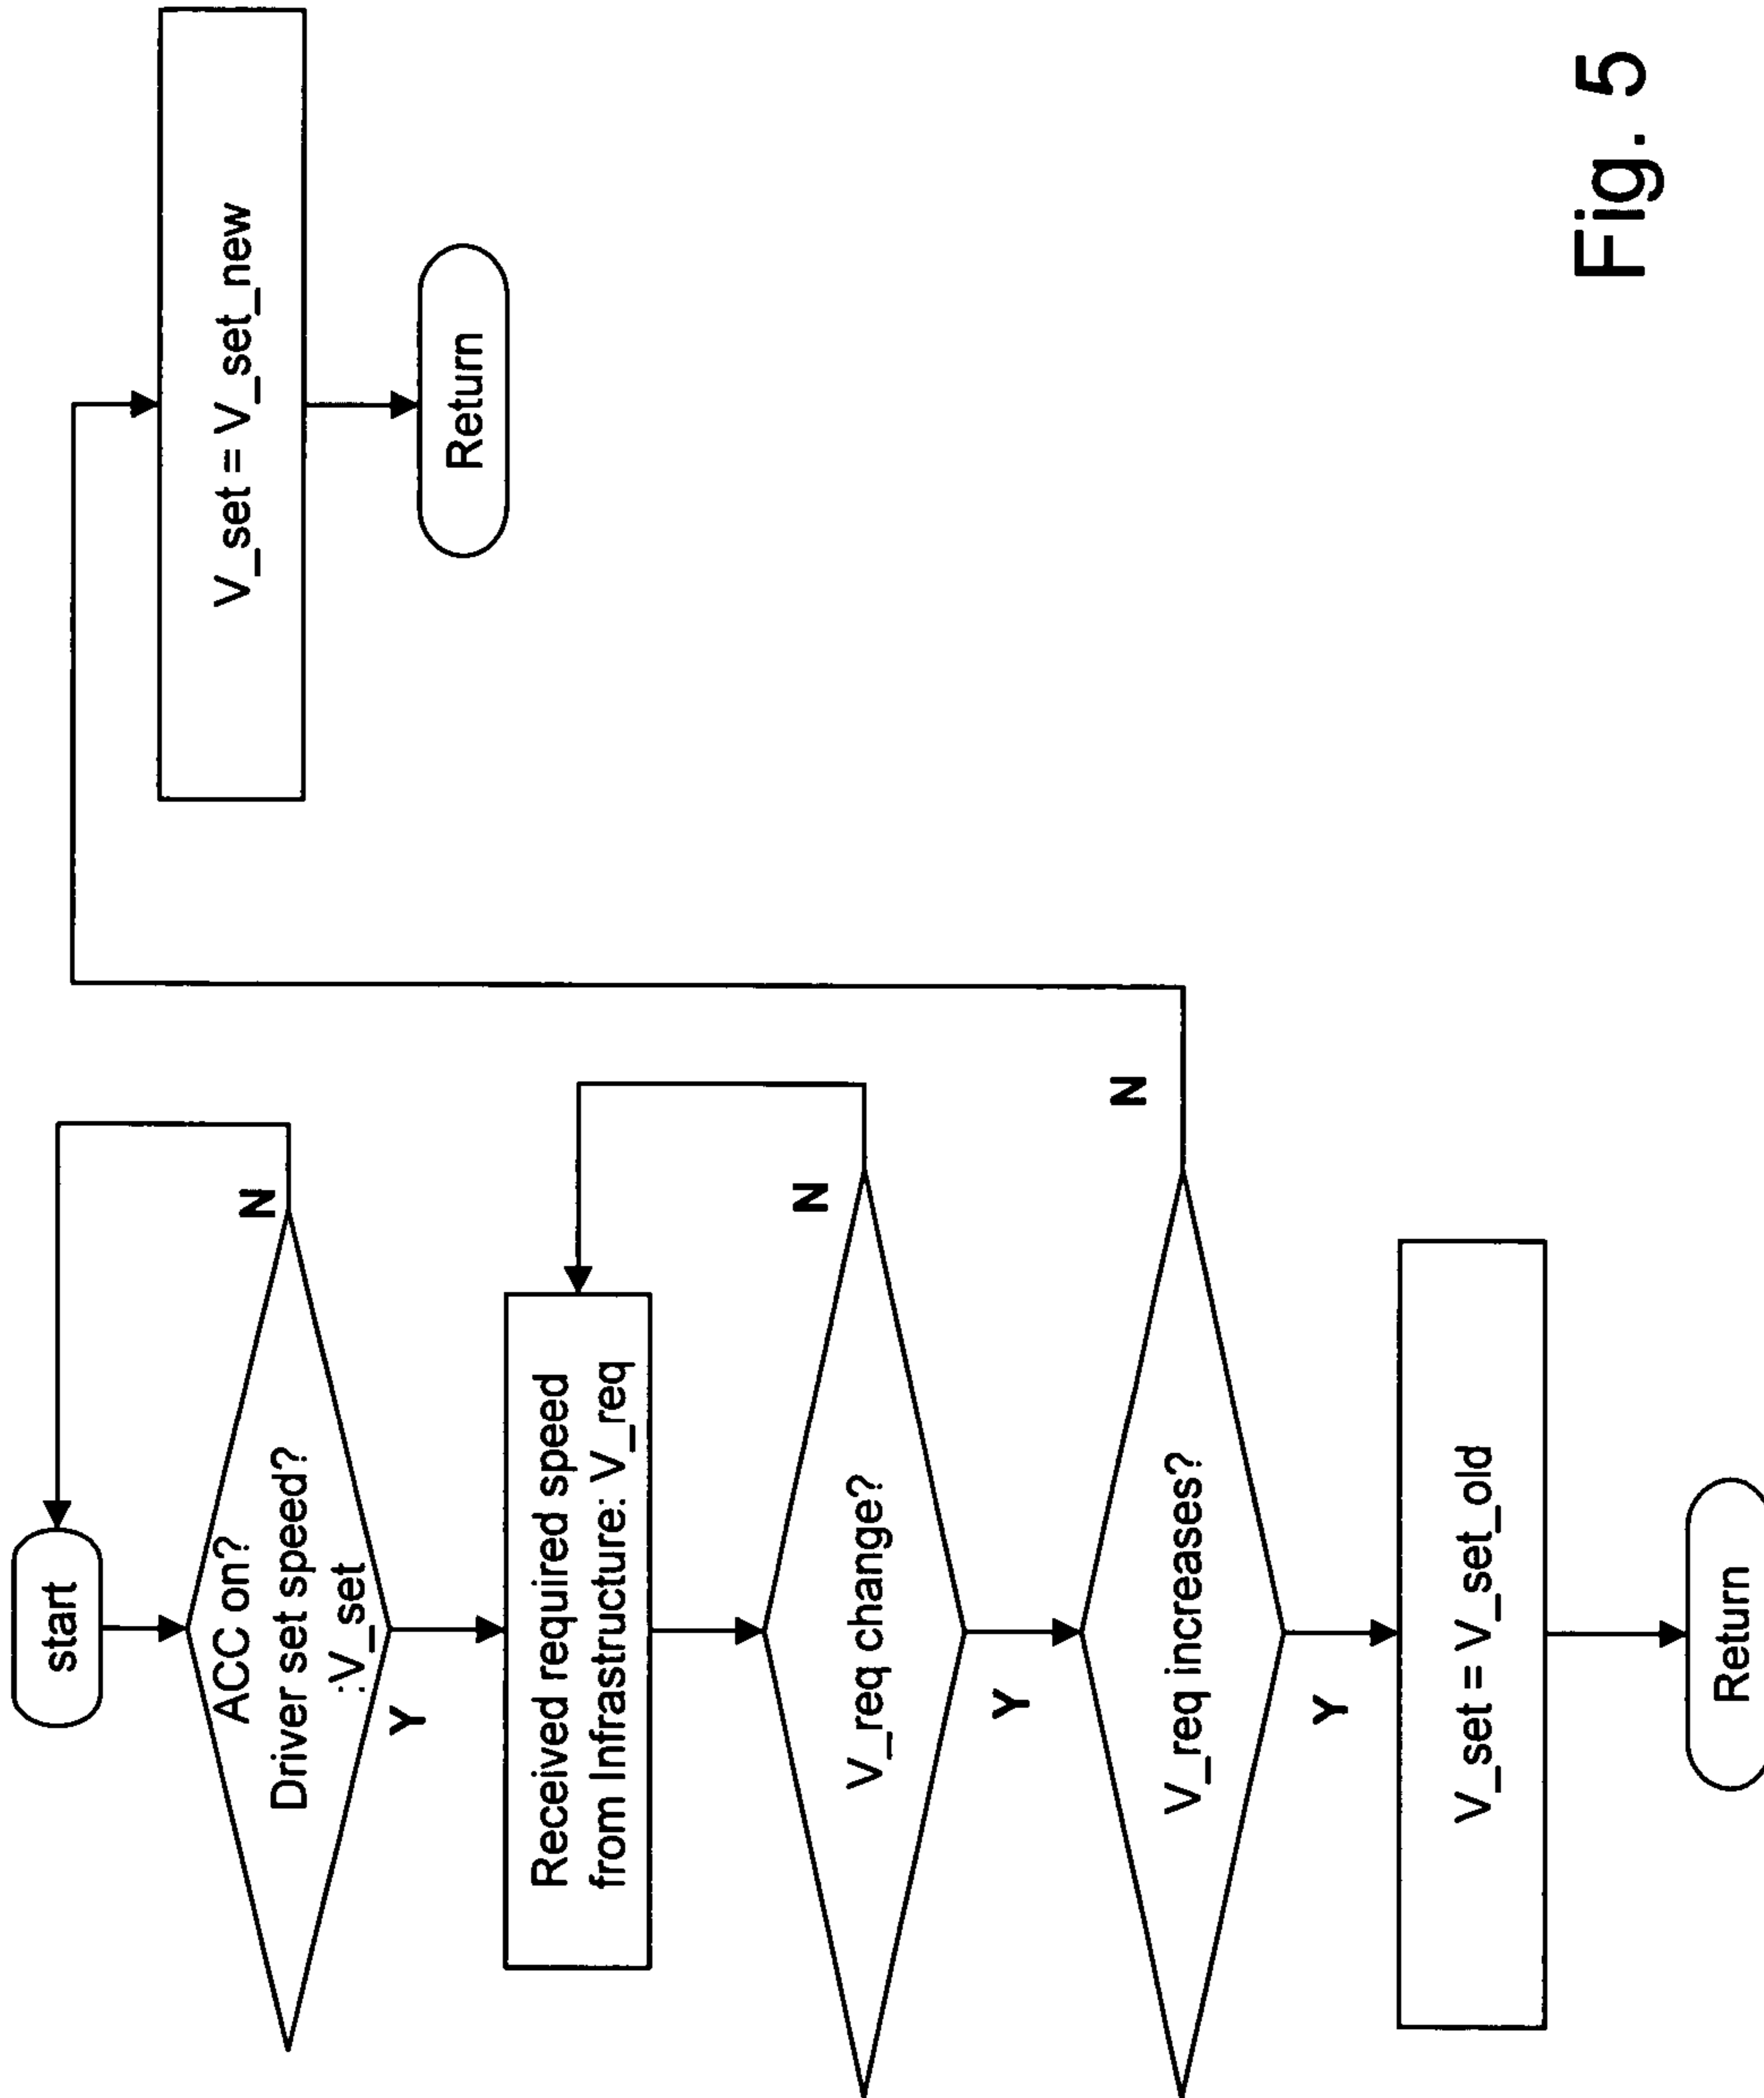 start
ACC on?
Driver set speed?
:V_set
N
Y
Received required speed
from Infrastructure: V_req
V_req change?
N
Y
V_req increases?
N
Y
V_set = V_set_old
Return
V_set = V_set_new
Return
Fig. 5